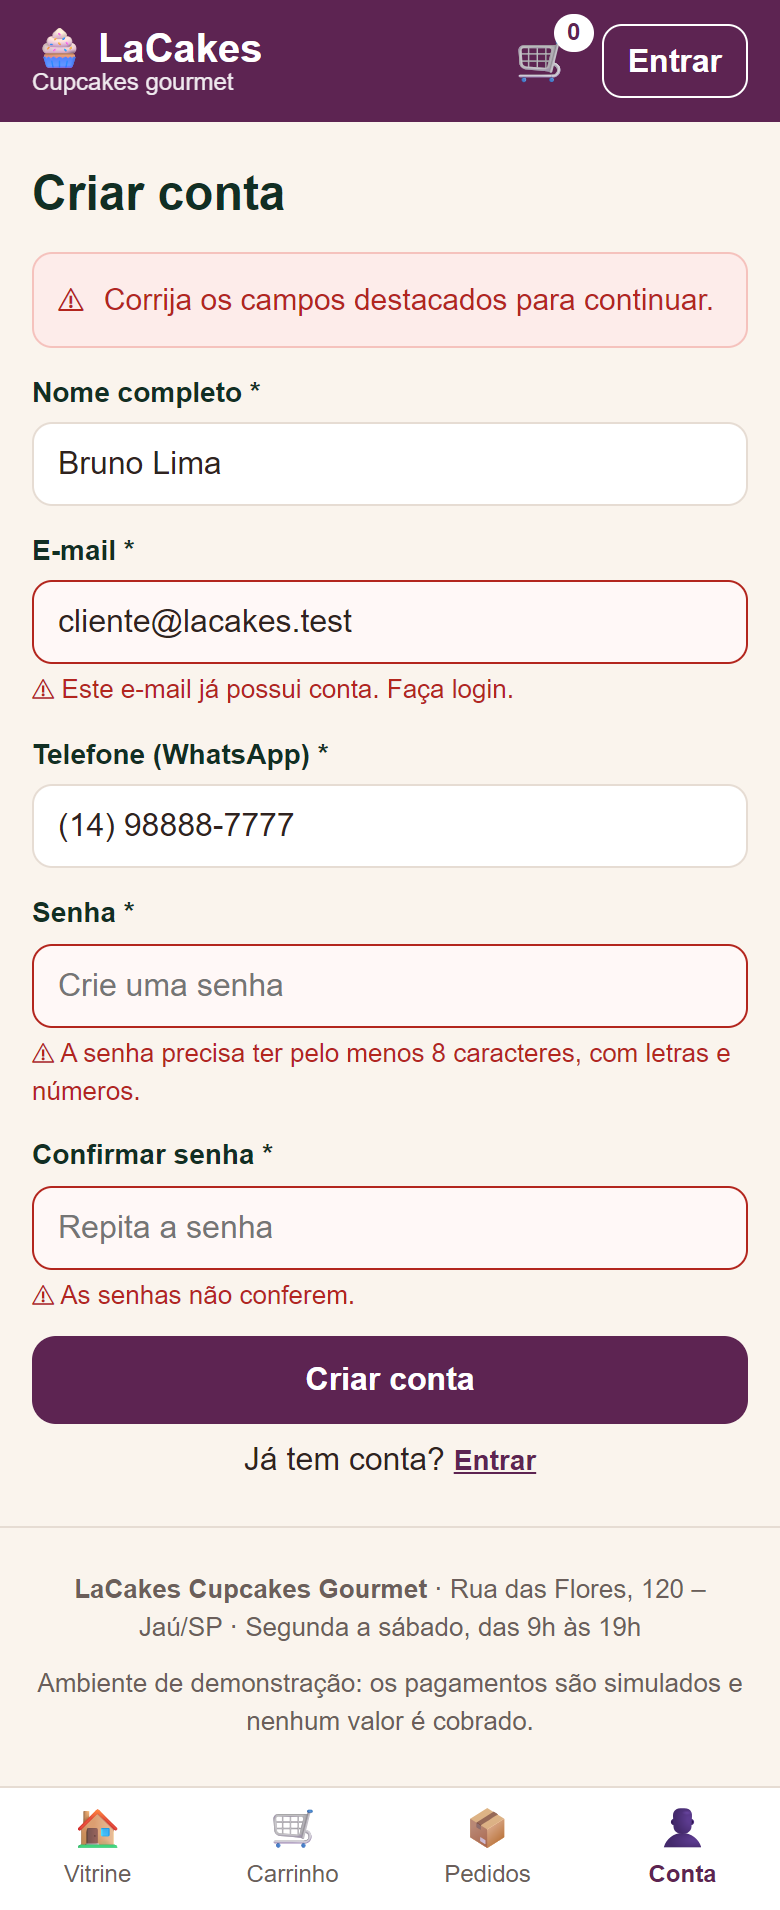 LaCakes
Cupcakes gourmet
0
Entrar
Criar conta
⚠ Corrija os campos destacados para continuar.
Nome completo *
Bruno Lima
E-mail *
cliente@lacakes.test
⚠ Este e-mail já possui conta. Faça login.
Telefone (WhatsApp) *
(14) 98888-7777
Senha *
Crie uma senha
⚠ A senha precisa ter pelo menos 8 caracteres, com letras e
números.
Confirmar senha *
Repita a senha
⚠ As senhas não conferem.
Criar conta
Já tem conta? Entrar
LaCakes Cupcakes Gourmet · Rua das Flores, 120 –
Jaú/SP · Segunda a sábado, das 9h às 19h
Ambiente de demonstração: os pagamentos são simulados e
nenhum valor é cobrado.
Vitrine
Carrinho
Pedidos
Conta